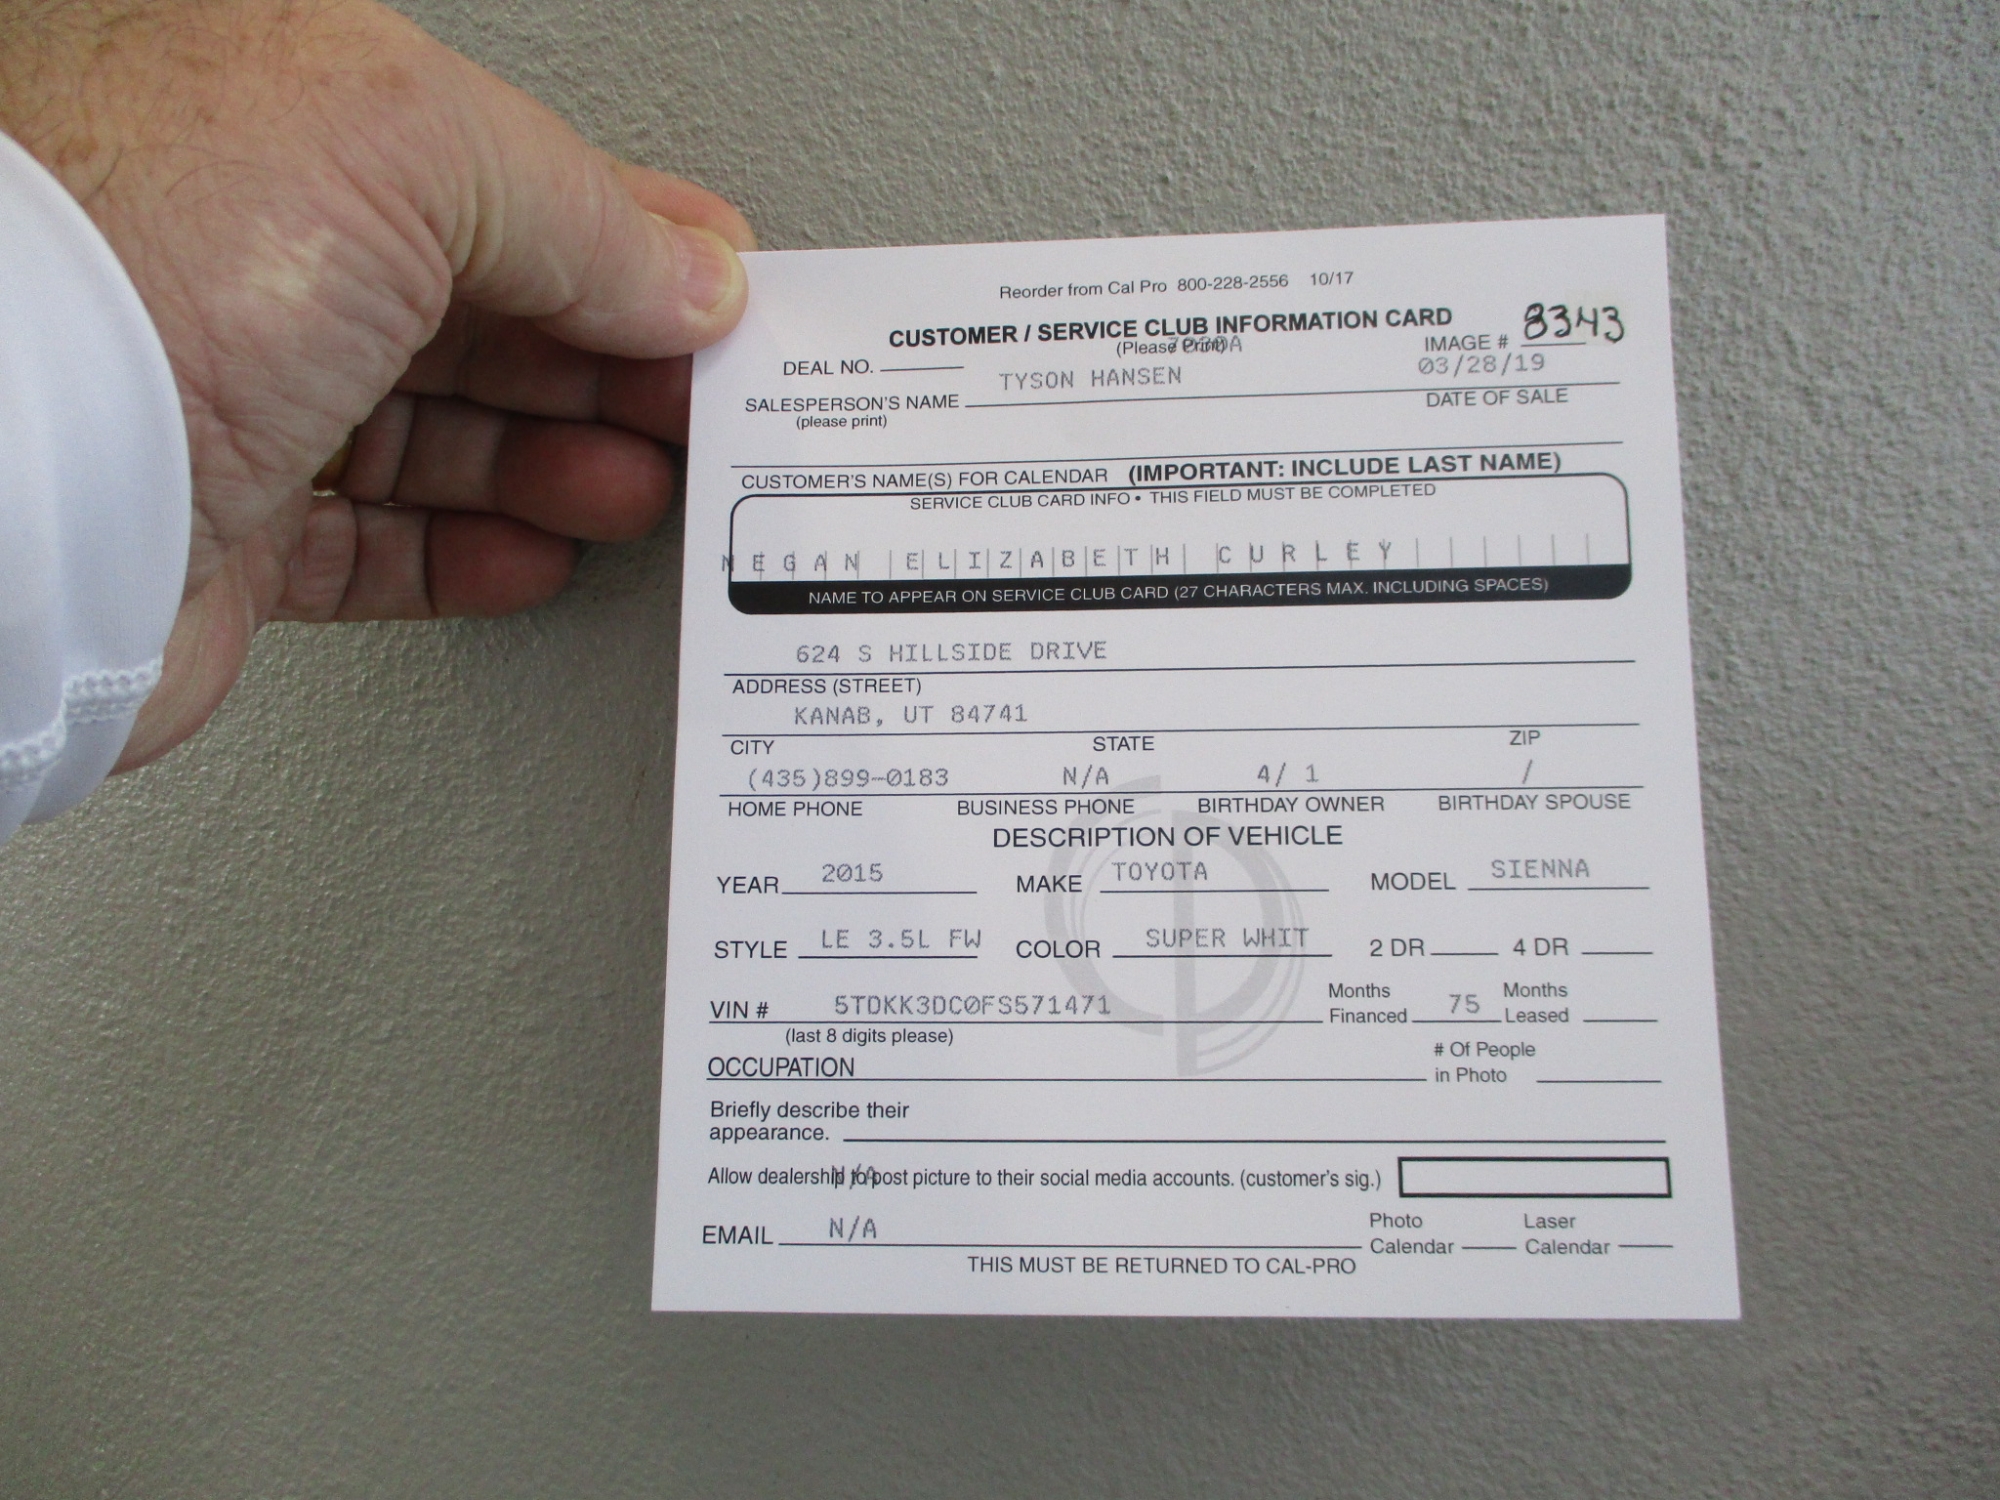 Reorder from Cal Pro 800-228-2556 10/17
CUSTOMER / SERVICE CLUB INFORMATION CARD
(Please Print)
IMAGE # 8343
DEAL NO.
03/28/19
TYSON HANSEN
SALESPERSON'S NAME
DATE OF SALE
(please print)
CUSTOMER'S NAME(S) FOR CALENDAR (IMPORTANT: INCLUDE LAST NAME)
SERVICE CLUB CARD INFO • THIS FIELD MUST BE COMPLETED
MEGAN ELIZABETH CURLEY
NAME TO APPEAR ON SERVICE CLUB CARD (27 CHARACTERS MAX. INCLUDING SPACES)
624 S HILLSIDE DRIVE
ADDRESS (STREET)
KANAB, UT 84741
CITY STATE ZIP
(435)899-0183 N/A 4/ 1 /
HOME PHONE BUSINESS PHONE BIRTHDAY OWNER BIRTHDAY SPOUSE
DESCRIPTION OF VEHICLE
YEAR 2015 MAKE TOYOTA MODEL SIENNA
STYLE LE 3.5L FW COLOR SUPER WHIT 2 DR 4 DR
VIN # 5TDKK3DC0FS571471 Months Financed 75 Months Leased
(last 8 digits please)
OCCUPATION # Of People in Photo
Briefly describe their
appearance.
N/A
Allow dealership to post picture to their social media accounts. (customer's sig.)
EMAIL N/A Photo Calendar Laser Calendar
THIS MUST BE RETURNED TO CAL-PRO